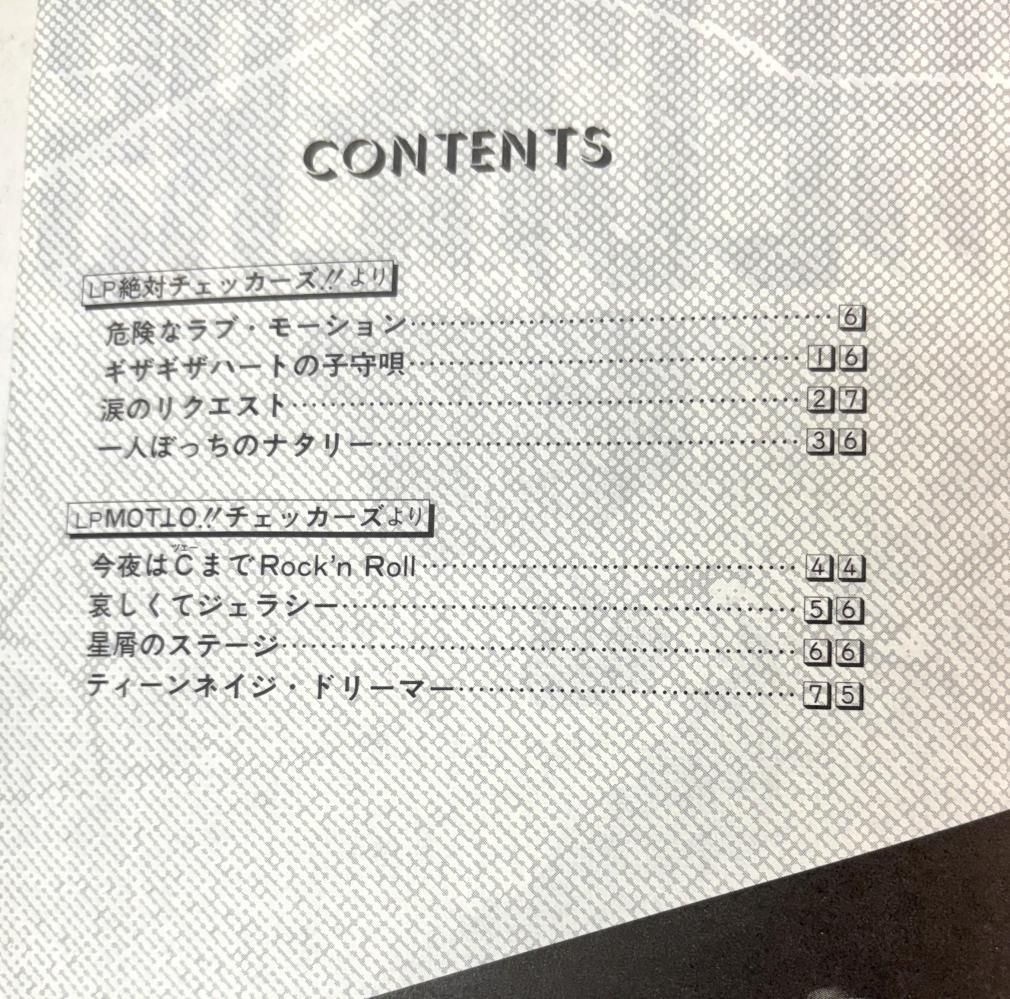 CONTENTS
LP絶対チェッカーズ!!より
危険なラブ・モーション…………6
ギザギザハートの子守唄…………16
涙のリクエスト…………27
一人ぼっちのナタリー…………36
LPMOTTO!!チェッカーズより
今夜はCまでRock'n Roll…………44
哀しくてジェラシー…………56
星屑のステージ…………66
ティーンネイジ・ドリーマー…………75